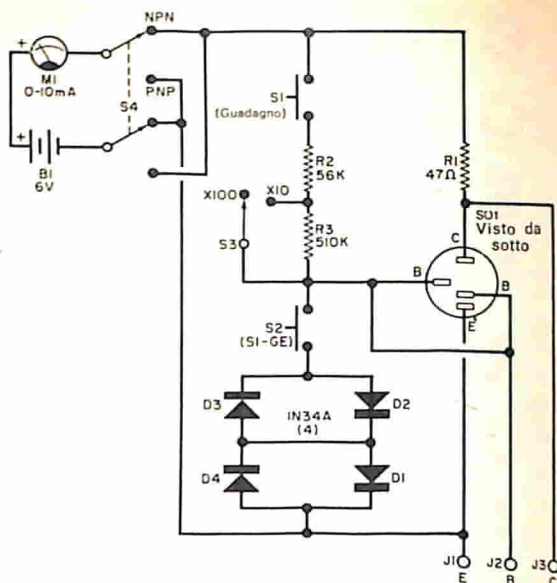 NPN
+
M1
0-10mA
PNP
S4
+
B1
6V
S1
(Guadagno)
R2
56K
X100
X10
R3
510K
S3
R1
47Ω
SO1
Visto da
sotto
C
B
B
E
S2
(SI-GE)
D3
D2
1N34A
(4)
D4
D1
J1
E
J2
B
J3